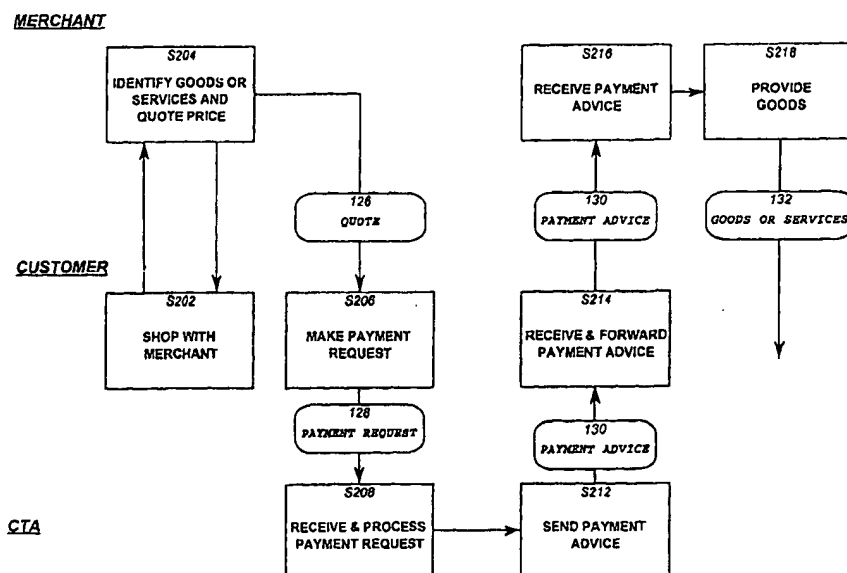 MERCHANT
S204
IDENTIFY GOODS OR
SERVICES AND
QUOTE PRICE
S216
RECEIVE PAYMENT
ADVICE
S218
PROVIDE
GOODS
126
QUOTE
130
PAYMENT ADVICE
132
GOODS OR SERVICES
CUSTOMER
S202
SHOP WITH
MERCHANT
S206
MAKE PAYMENT
REQUEST
S214
RECEIVE & FORWARD
PAYMENT ADVICE
128
PAYMENT REQUEST
130
PAYMENT ADVICE
CTA
S208
RECEIVE & PROCESS
PAYMENT REQUEST
S212
SEND PAYMENT
ADVICE